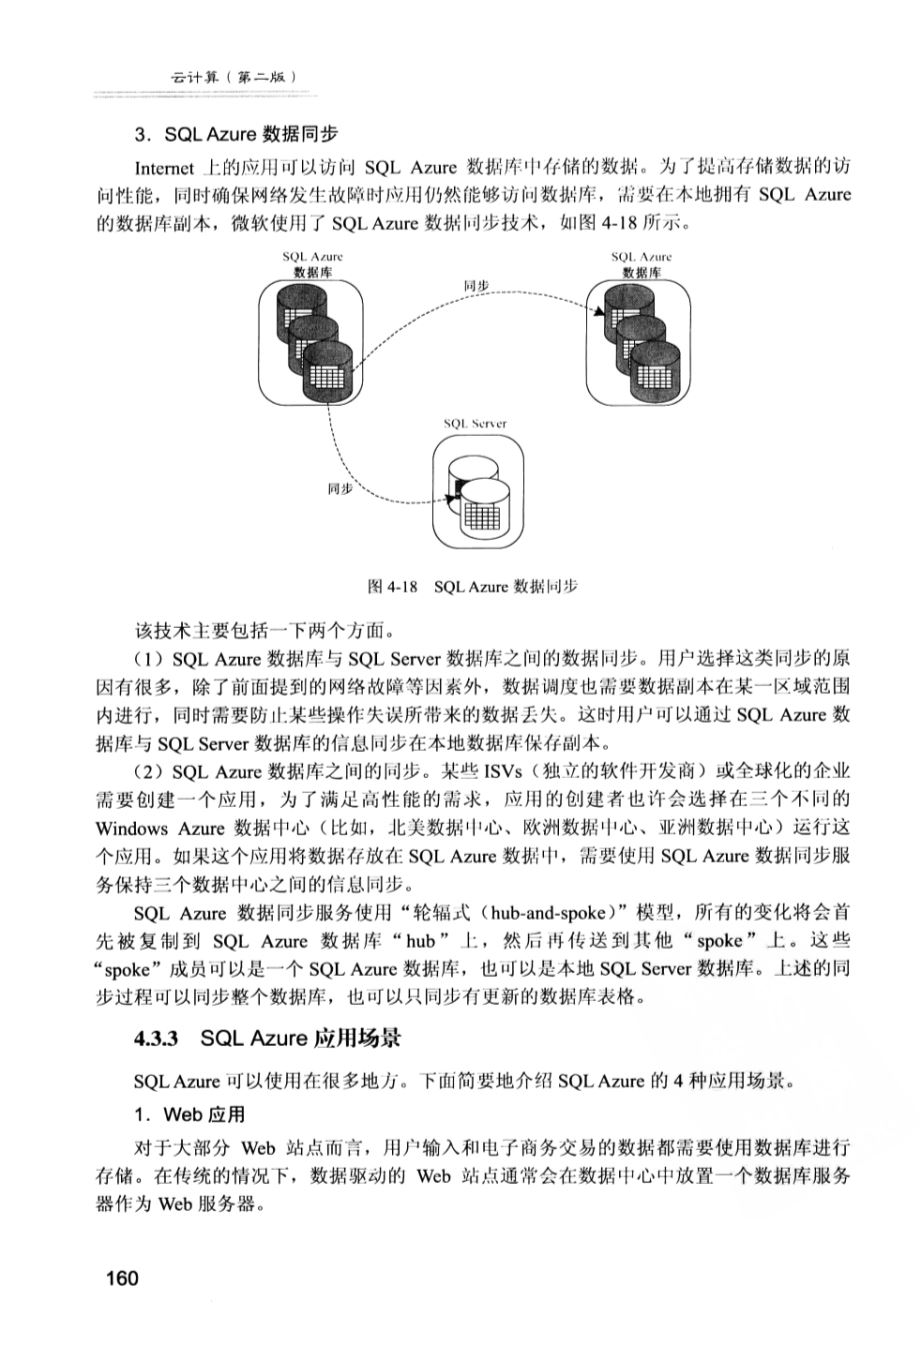 云计算（第二版）
3．SQL Azure 数据同步
Internet 上的应用可以访问 SQL Azure 数据库中存储的数据。为了提高存储数据的访
问性能，同时确保网络发生故障时应用仍然能够访问数据库，需要在本地拥有 SQL Azure
的数据库副本，微软使用了 SQL Azure 数据同步技术，如图 4-18 所示。
SQL Azure
数据库
SQL Azure
数据库
同步
SQL Server
同步
图 4-18 SQL Azure 数据同步
该技术主要包括一下两个方面。
（1）SQL Azure 数据库与 SQL Server 数据库之间的数据同步。用户选择这类同步的原
因有很多，除了前面提到的网络故障等因素外，数据调度也需要数据副本在某一区域范围
内进行，同时需要防止某些操作失误所带来的数据丢失。这时用户可以通过 SQL Azure 数
据库与 SQL Server 数据库的信息同步在本地数据库保存副本。
（2）SQL Azure 数据库之间的同步。某些 ISVs（独立的软件开发商）或全球化的企业
需要创建一个应用，为了满足高性能的需求，应用的创建者也许会选择在三个不同的
Windows Azure 数据中心（比如，北美数据中心、欧洲数据中心、亚洲数据中心）运行这
个应用。如果这个应用将数据存放在 SQL Azure 数据中，需要使用 SQL Azure 数据同步服
务保持三个数据中心之间的信息同步。
SQL Azure 数据同步服务使用“轮辐式（hub-and-spoke）”模型，所有的变化将会首
先被复制到 SQL Azure 数据库“hub”上，然后再传送到其他“spoke”上。这些
“spoke”成员可以是一个 SQL Azure 数据库，也可以是本地 SQL Server 数据库。上述的同
步过程可以同步整个数据库，也可以只同步有更新的数据库表格。
4.3.3 SQL Azure 应用场景
SQL Azure 可以使用在很多地方。下面简要地介绍 SQL Azure 的 4 种应用场景。
1．Web 应用
对于大部分 Web 站点而言，用户输入和电子商务交易的数据都需要使用数据库进行
存储。在传统的情况下，数据驱动的 Web 站点通常会在数据中心中放置一个数据库服务
器作为 Web 服务器。
160